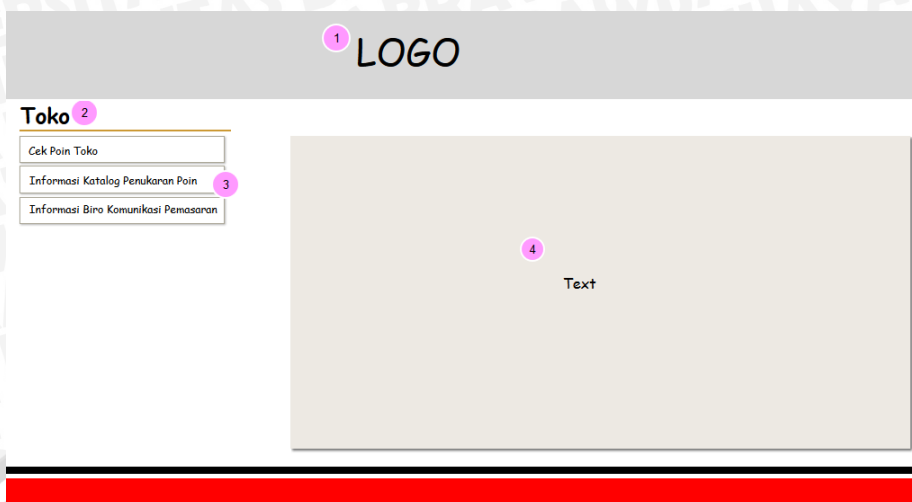 1
LOGO
Toko 2
Cek Poin Toko
Informasi Katalog Penukaran Poin
3
Informasi Biro Komunikasi Pemasaran
4
Text